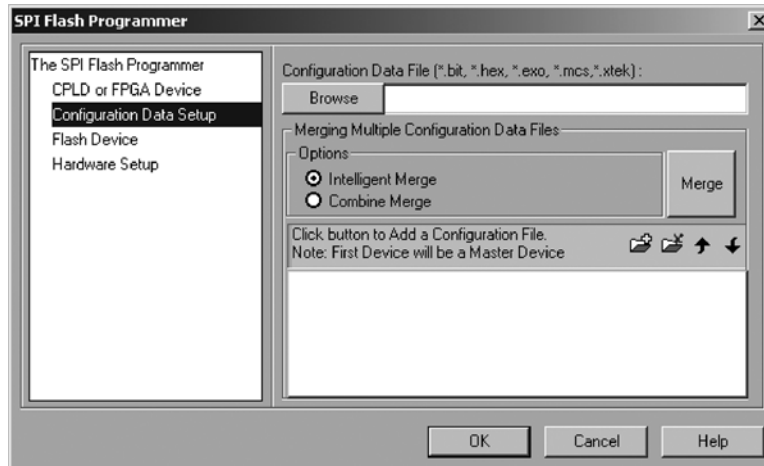 SPI Flash Programmer
The SPI Flash Programmer
CPLD or FPGA Device
Configuration Data Setup
Flash Device
Hardware Setup
Configuration Data File (*.bit, *.hex, *.exo, *.mcs,*.xtek) :
Browse
Merging Multiple Configuration Data Files
Options
Intelligent Merge
Combine Merge
Merge
Click button to Add a Configuration File.
Note: First Device will be a Master Device
OK
Cancel
Help